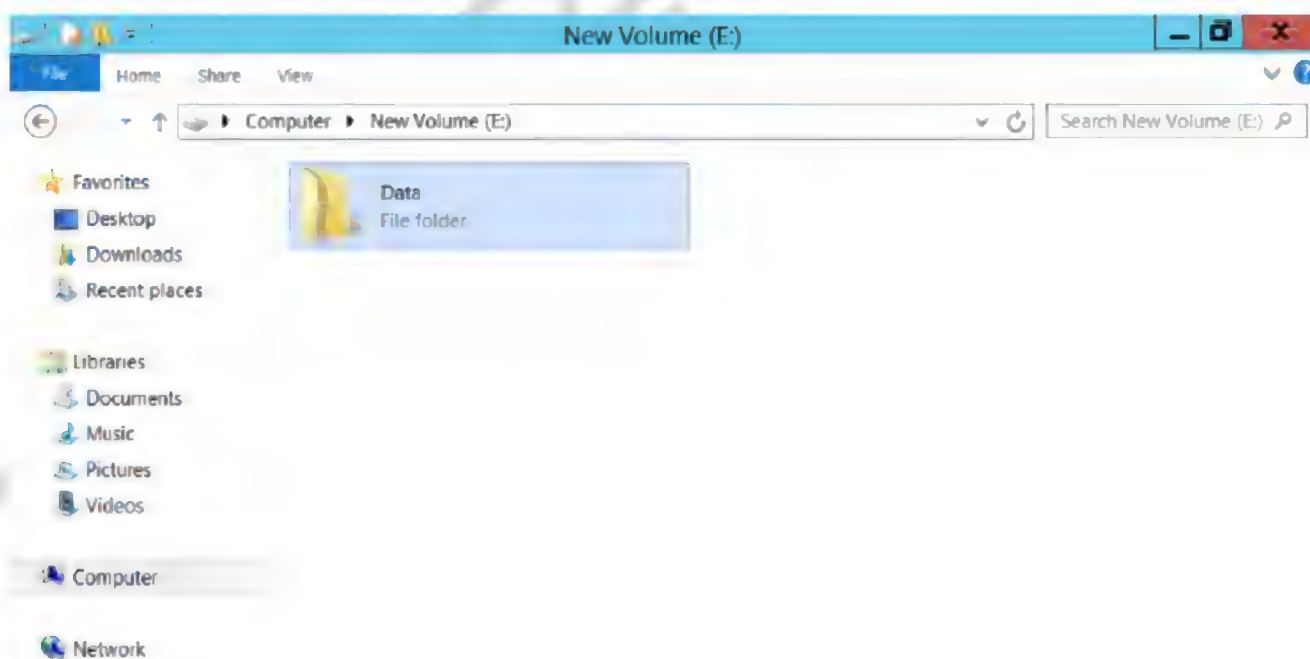 New Volume (E:)
File Home Share View
Computer New Volume (E:) Search New Volume (E:)
Favorites
Desktop
Downloads
Recent places
Libraries
Documents
Music
Pictures
Videos
Computer
Network
Data
File folder